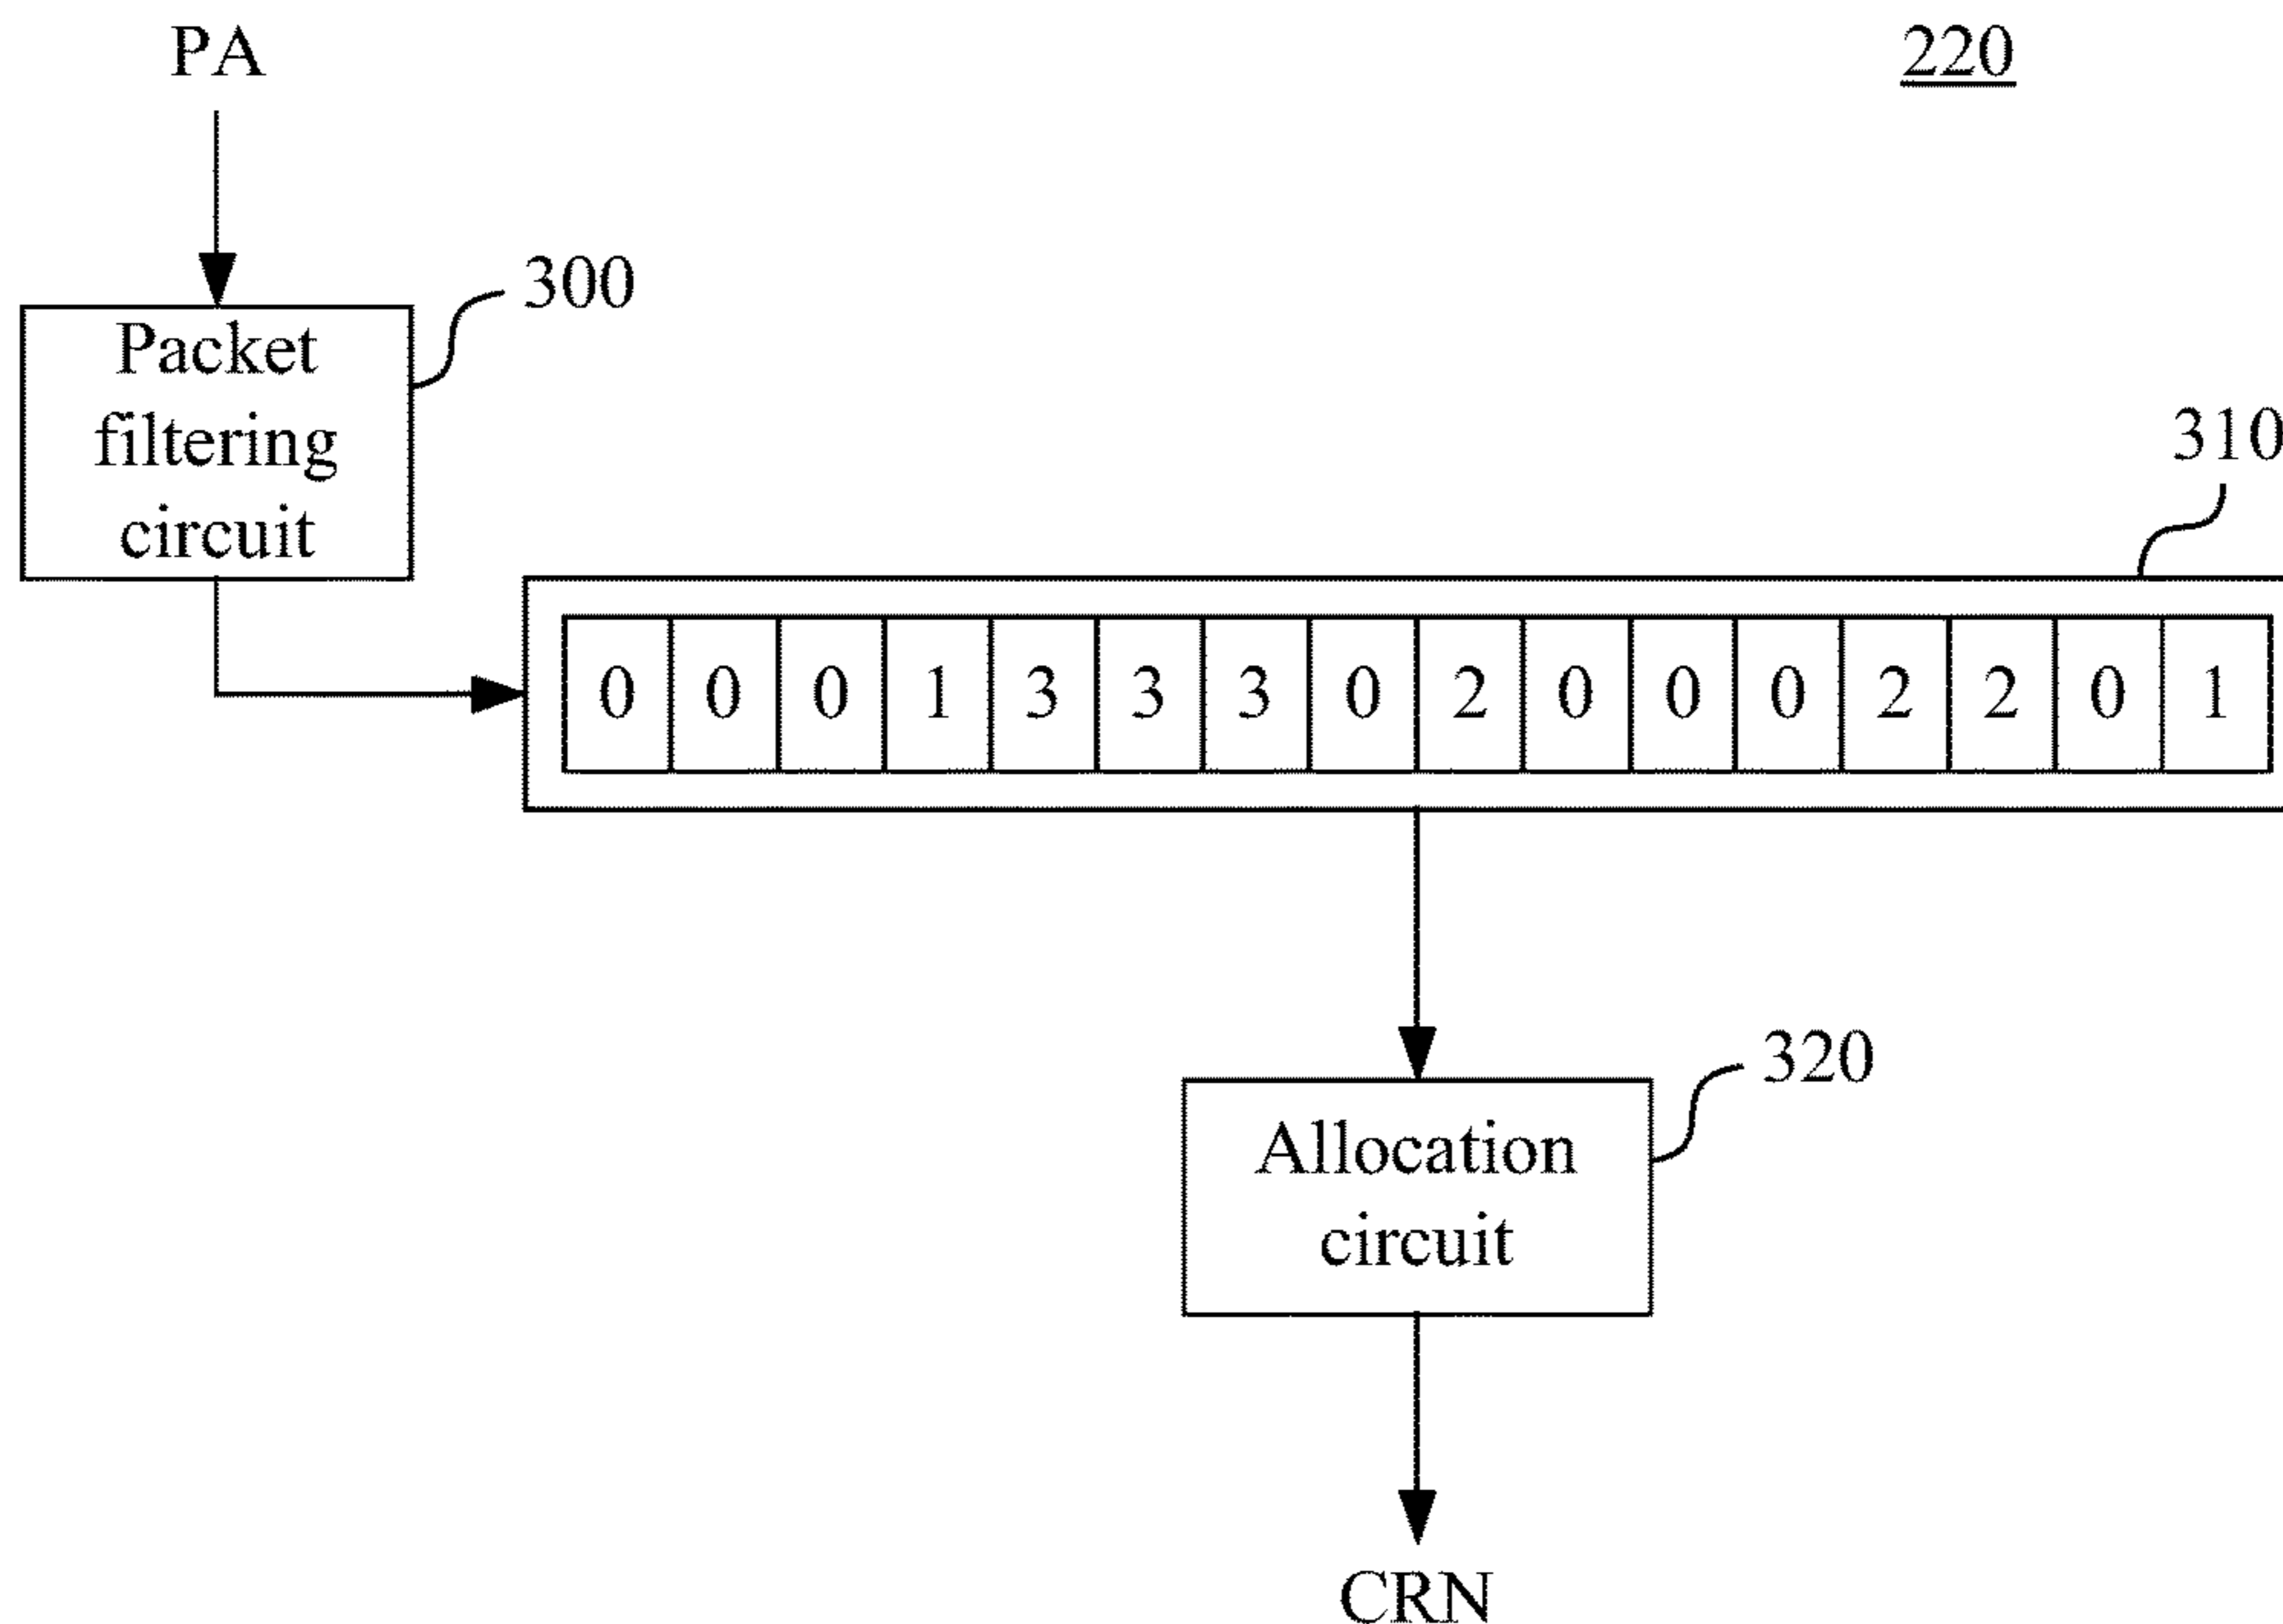 PA
220
300
Packet
filtering
circuit
310
0 0 0 1 3 3 3 0 2 0 0 0 2 2 0 1
320
Allocation
circuit
CRN